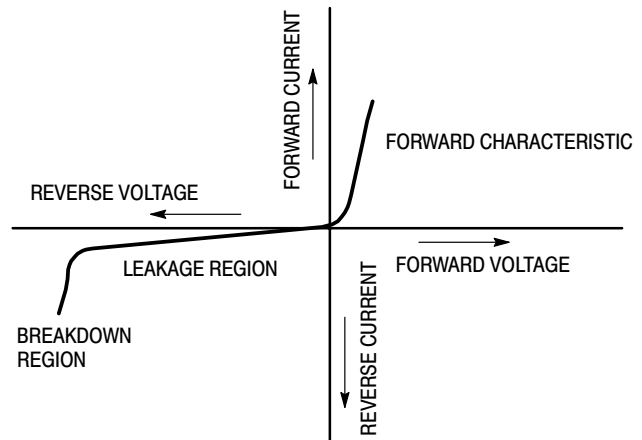 FORWARD CURRENT
FORWARD CHARACTERISTIC
REVERSE VOLTAGE
LEAKAGE REGION
FORWARD VOLTAGE
BREAKDOWN
REGION
REVERSE CURRENT